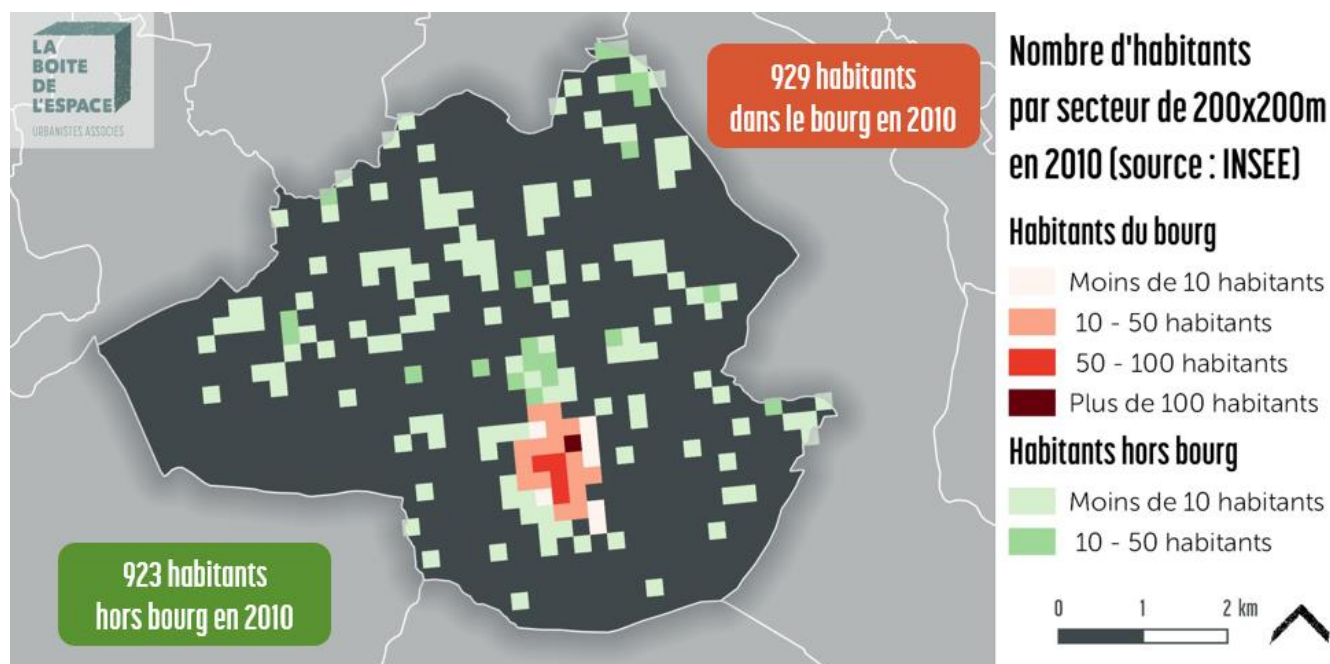 LA
BOITE
DE
L'ESPACE
URBANISTES ASSOCIÉS
929 habitants
dans le bourg en 2010
923 habitants
hors bourg en 2010
Nombre d'habitants
par secteur de 200x200m
en 2010 (source : INSEE)
Habitants du bourg
Moins de 10 habitants
10 - 50 habitants
50 - 100 habitants
Plus de 100 habitants
Habitants hors bourg
Moins de 10 habitants
10 - 50 habitants
0 1 2 km